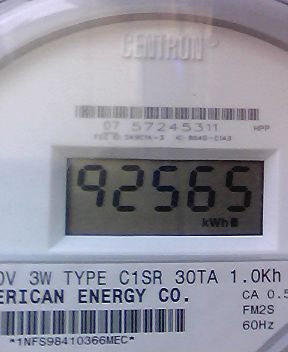 CENTRON
07 57245311 HPP
92565
kWh
0V 3W TYPE C1SR 30TA 1.0Kh
ERICAN ENERGY CO.
CA 0.5
FM2S
60Hz
*1NFS98410366MEC*